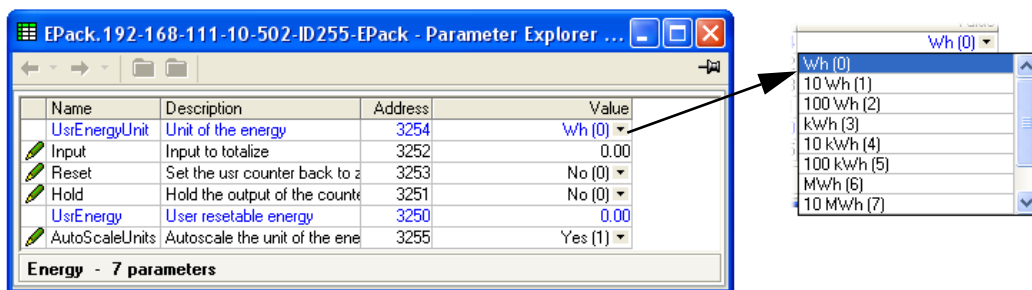 EPack.192-168-111-10-502-ID255-EPack - Parameter Explorer ...
Name Description Address Value
UsrEnergyUnit Unit of the energy 3254 Wh (0)
Input Input to totalize 3252 0.00
Reset Set the usr counter back to z 3253 No (0)
Hold Hold the output of the counte 3251 No (0)
UsrEnergy User resetable energy 3250 0.00
AutoScaleUnits Autoscale the unit of the ene 3255 Yes (1)
Energy - 7 parameters
Wh (0)
Wh (0)
10 Wh (1)
100 Wh (2)
kWh (3)
10 kWh (4)
100 kWh (5)
MWh (6)
10 MWh (7)